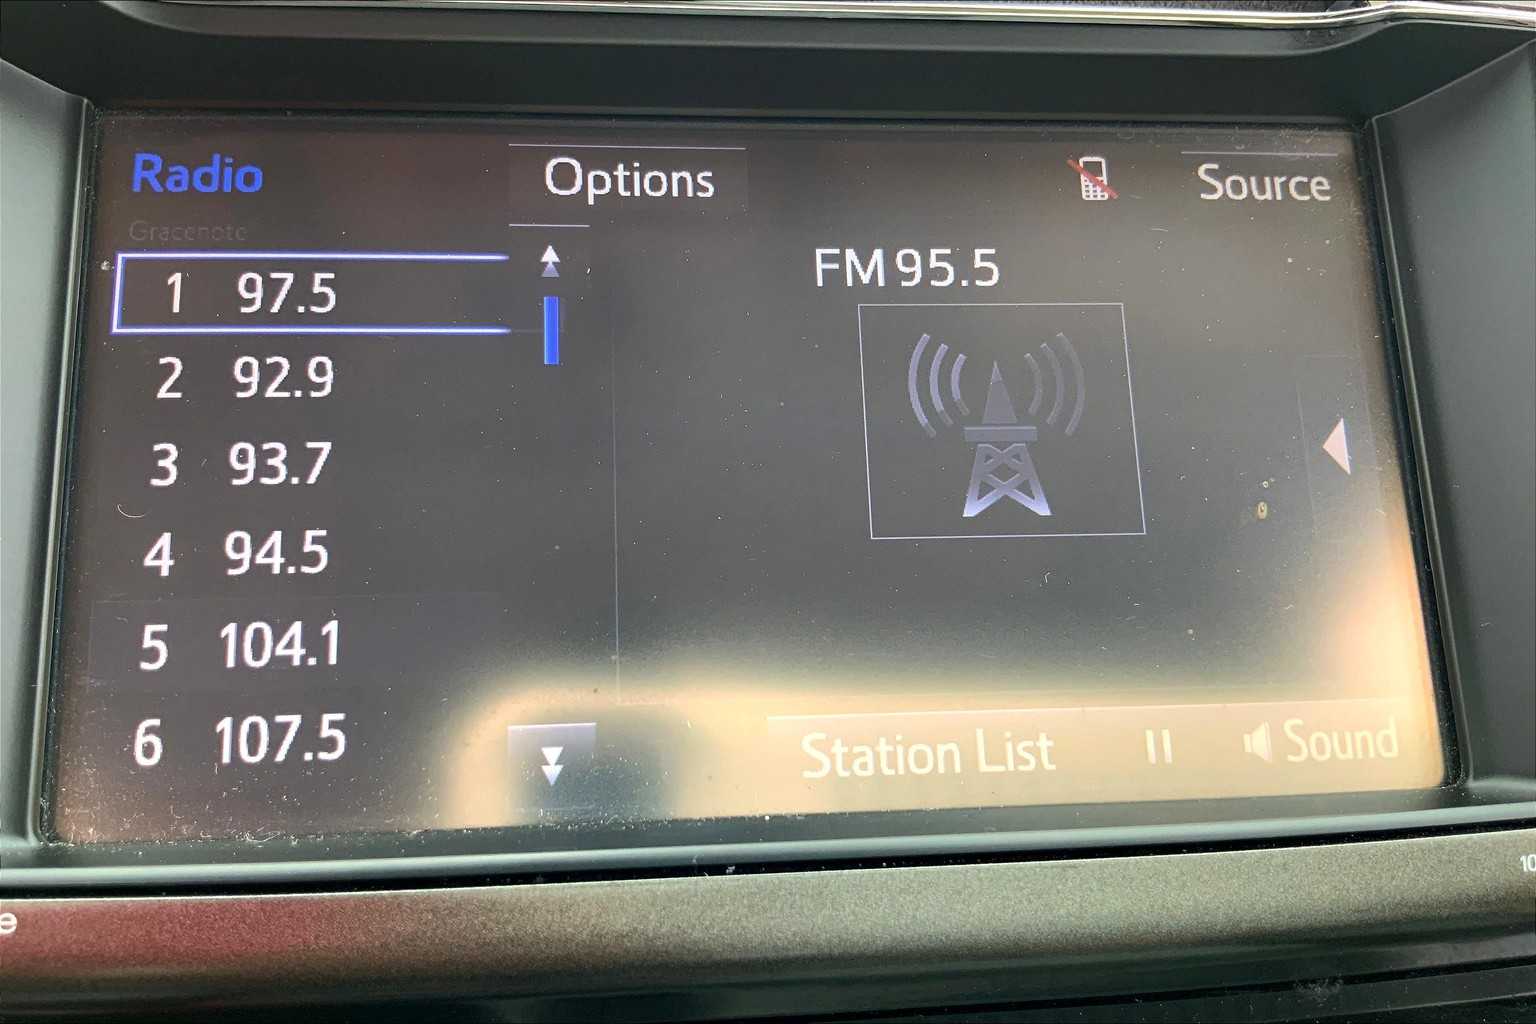 Radio
Options
Source
Gracenote
FM 95.5
1 97.5
2 92.9
3 93.7
4 94.5
5 104.1
6 107.5
Station List
Sound
e
10